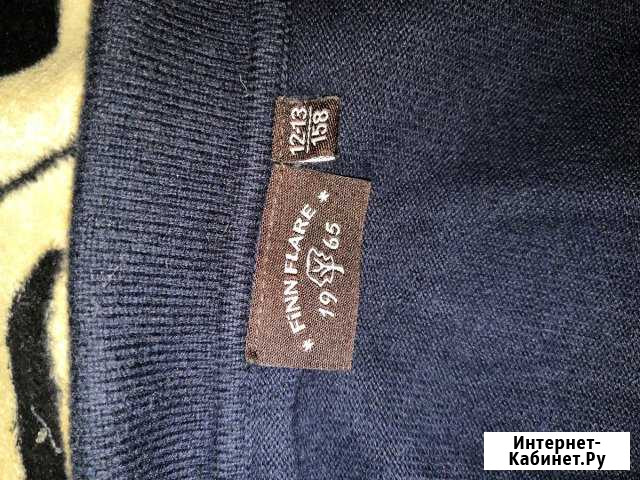 12-13
158
* FiNN FLARE *
19 65
Интернет-
Кабинет.Ру